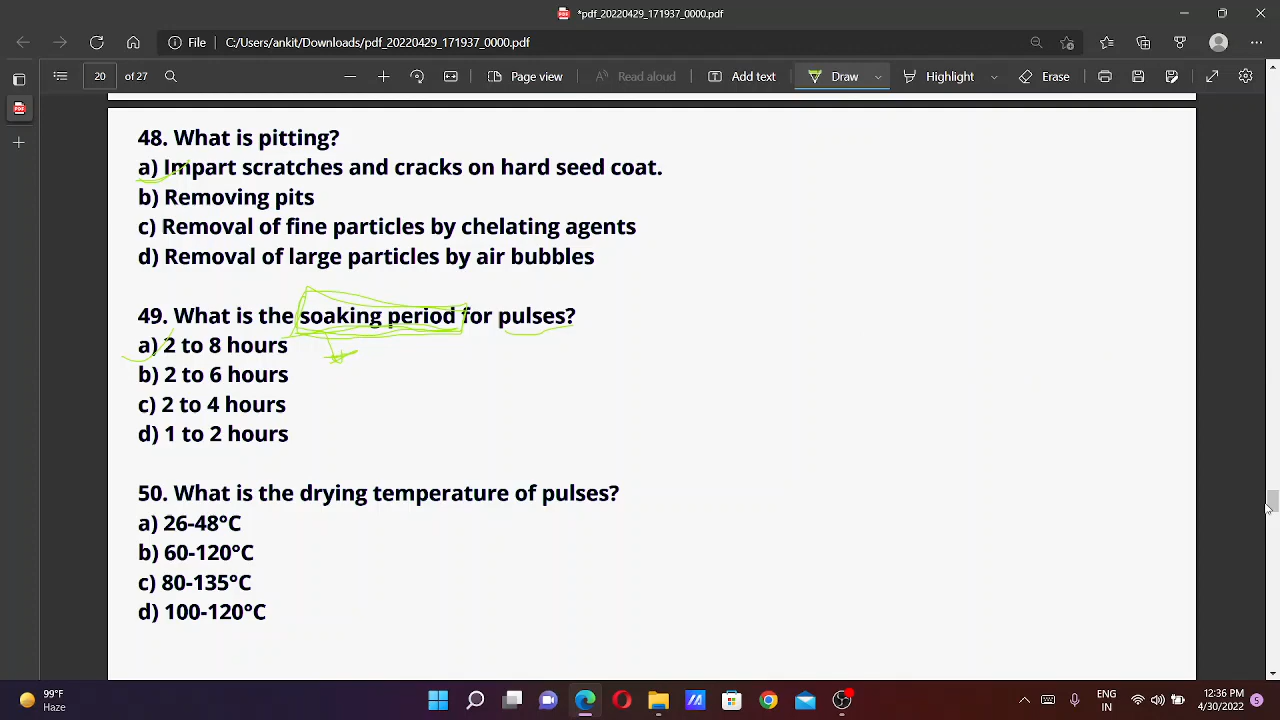 *pdf_20220429_171937_0000.pdf
File C:/Users/ankit/Downloads/pdf_20220429_171937_0000.pdf
20 of 27 Page view Read aloud Add text Draw Highlight Erase
48. What is pitting?
a) Impart scratches and cracks on hard seed coat.
b) Removing pits
c) Removal of fine particles by chelating agents
d) Removal of large particles by air bubbles
49. What is the soaking period for pulses?
a) 2 to 8 hours
b) 2 to 6 hours
c) 2 to 4 hours
d) 1 to 2 hours
50. What is the drying temperature of pulses?
a) 26-48°C
b) 60-120°C
c) 80-135°C
d) 100-120°C
99°F
Haze
ENG
IN
12:36 PM
4/30/2022
S